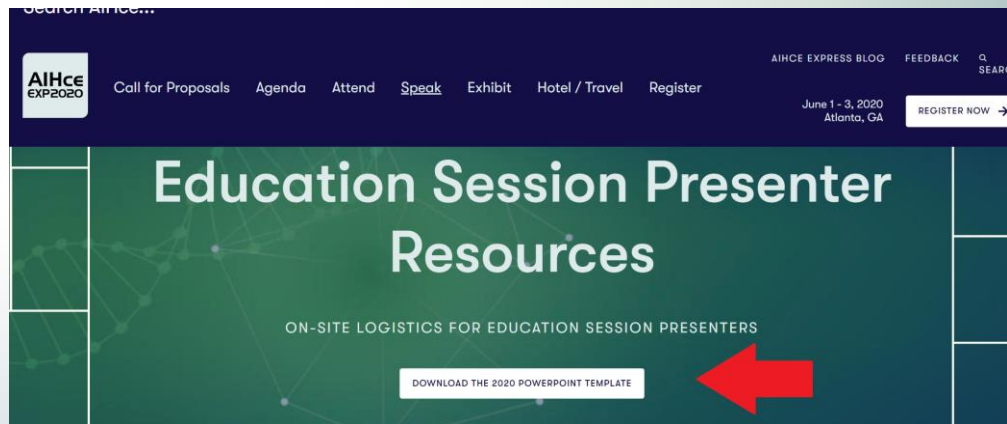 Search AIHce...
AIHCE EXPRESS BLOG FEEDBACK
AIHce
EXP2020
Call for Proposals Agenda Attend Speak Exhibit Hotel / Travel Register
June 1 - 3, 2020
Atlanta, GA
REGISTER NOW →
Education Session Presenter
Resources
ON-SITE LOGISTICS FOR EDUCATION SESSION PRESENTERS
DOWNLOAD THE 2020 POWERPOINT TEMPLATE